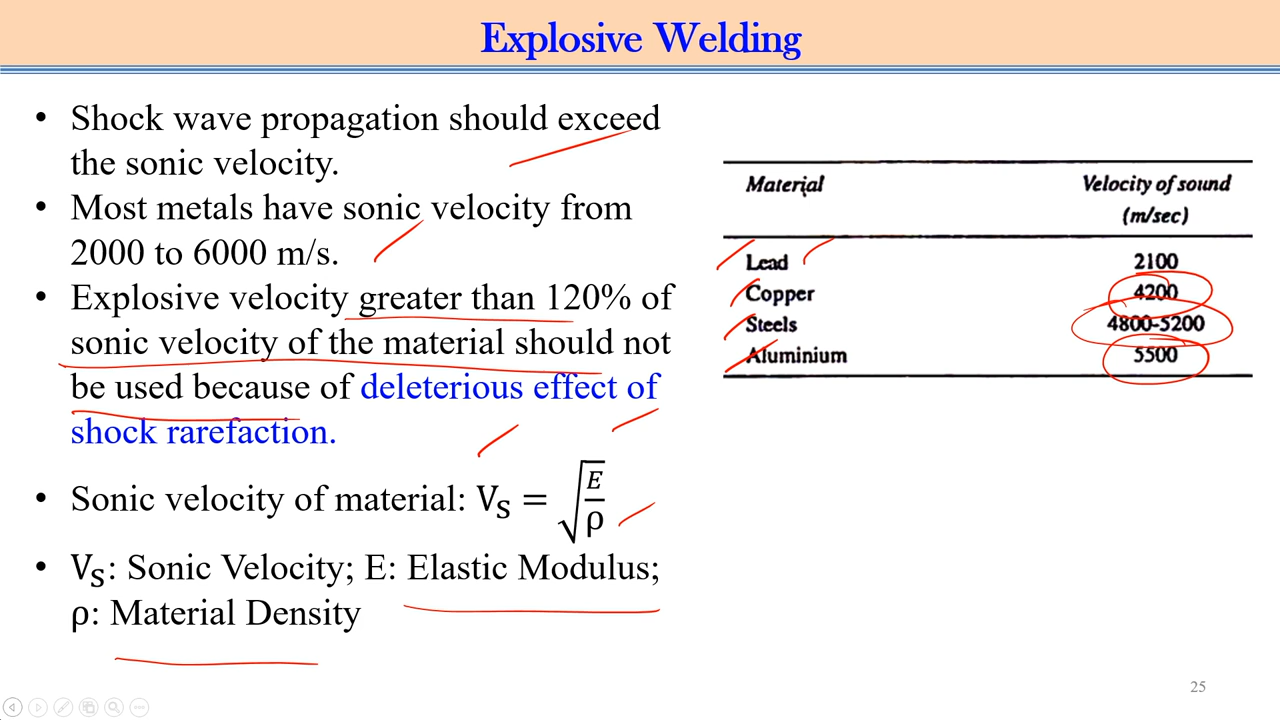 Explosive Welding
• Shock wave propagation should exceed
the sonic velocity.
• Most metals have sonic velocity from
2000 to 6000 m/s.
• Explosive velocity greater than 120% of
sonic velocity of the material should not
be used because of deleterious effect of
shock rarefaction.
• Sonic velocity of material: Vs = √(E/ρ)
• Vs: Sonic Velocity; E: Elastic Modulus;
ρ: Material Density
Material Velocity of sound
(m/sec)
Lead 2100
Copper 4200
Steels 4800-5200
Aluminium 5500
25